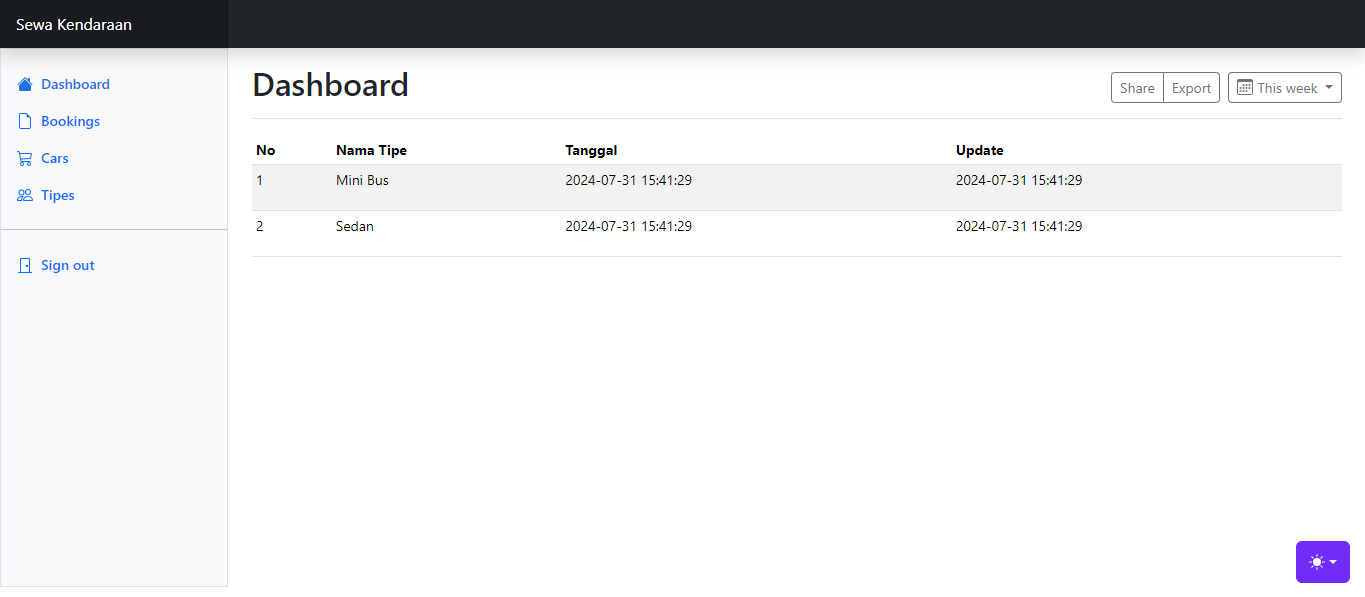 Sewa Kendaraan
Dashboard
Bookings
Cars
Tipes
Sign out
Dashboard
Share Export This week
No Nama Tipe Tanggal Update
1 Mini Bus 2024-07-31 15:41:29 2024-07-31 15:41:29
2 Sedan 2024-07-31 15:41:29 2024-07-31 15:41:29